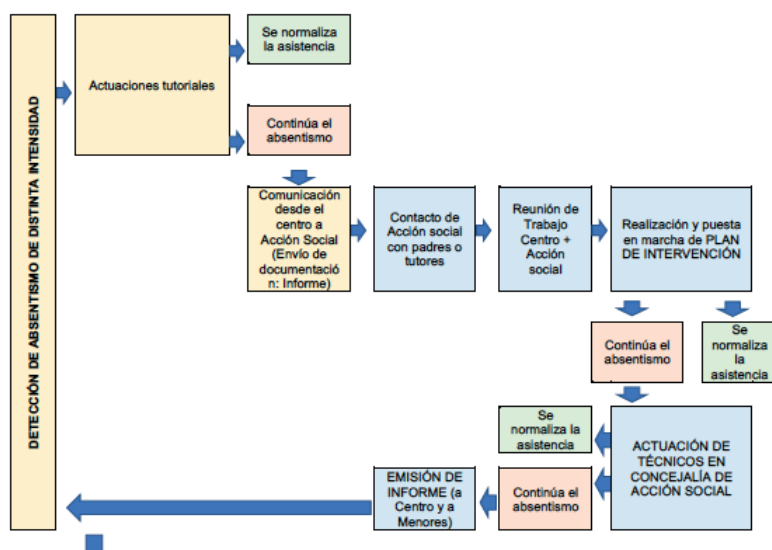 DETECCIÓN DE ABSENTISMO DE DISTINTA INTENSIDAD
Actuaciones tutoriales
Se normaliza
la asistencia
Continúa el
absentismo
Comunicación
desde el
centro a
Acción Social
(Envío de
documentació
n: Informe)
Contacto de
Acción social
con padres o
tutores
Reunión de
Trabajo
Centro +
Acción
social
Realización y puesta
en marcha de PLAN
DE INTERVENCIÓN
Continúa el
absentismo
Se
normaliza
la
asistencia
Se
normaliza la
asistencia
ACTUACIÓN DE
TÉCNICOS EN
CONCEJALÍA DE
ACCIÓN SOCIAL
EMISIÓN DE
INFORME (a
Centro y a
Menores)
Continúa el
absentismo